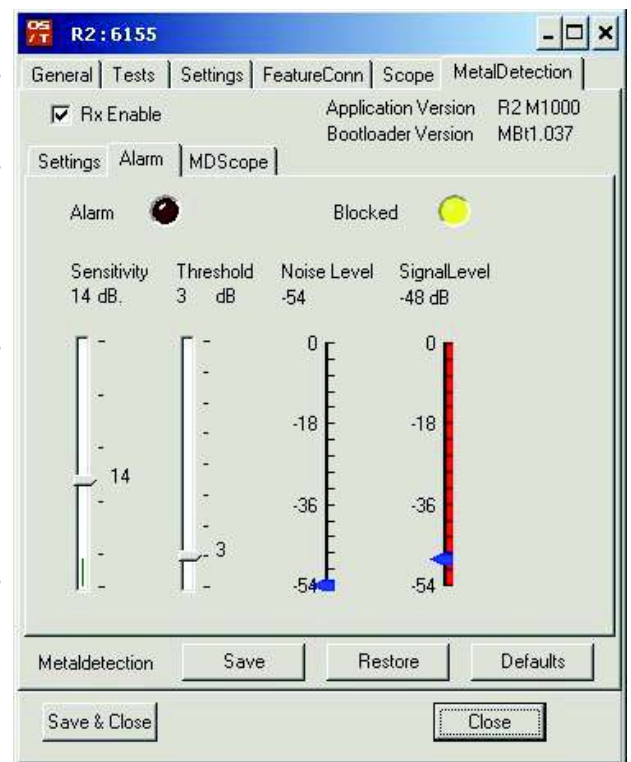 OS
/T R2:6155
General Tests Settings FeatureConn Scope MetalDetection
Rx Enable Application Version R2 M1000
Bootloader Version MBt1.037
Settings Alarm MDScope
Alarm Blocked
Sensitivity Threshold Noise Level SignalLevel
14 dB. 3 dB -54 -48 dB
0 0
-18 -18
14
-36 -36
3
-54 -54
Metaldetection Save Restore Defaults
Save & Close Close